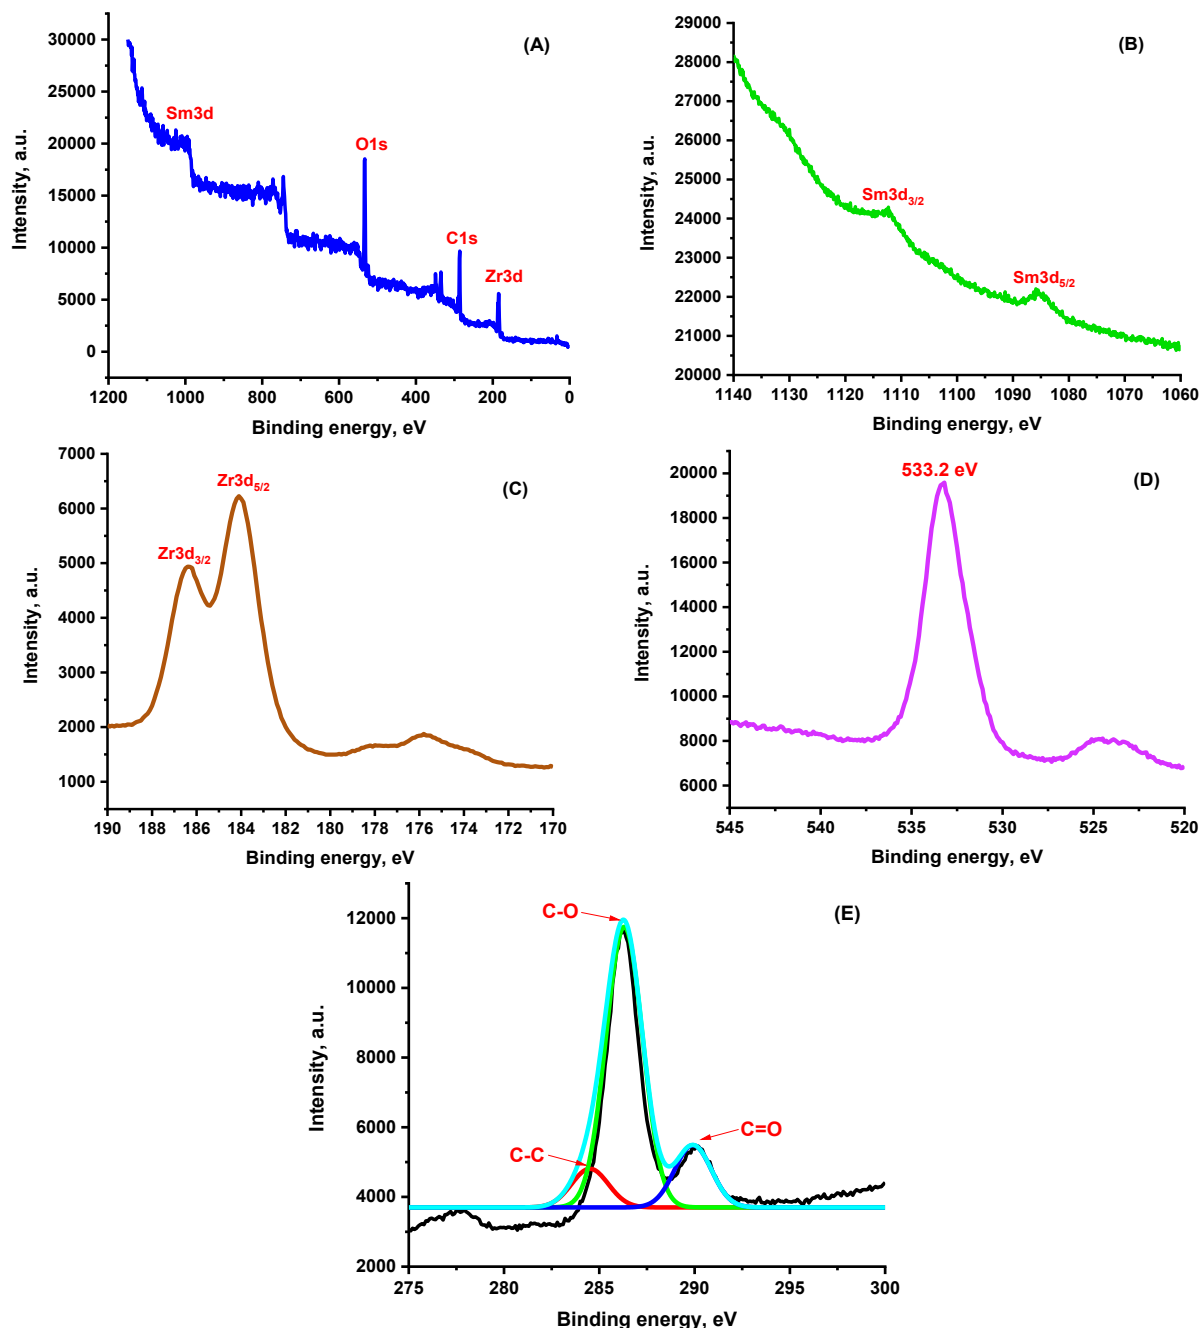 (A)
Intensity, a.u.
30000
25000
20000
15000
10000
5000
0
Sm3d
O1s
C1s
Zr3d
1200 1000 800 600 400 200 0
Binding energy, eV
(B)
Intensity, a.u.
29000
28000
27000
26000
25000
24000
23000
22000
21000
20000
Sm3d3/2
Sm3d5/2
1140 1130 1120 1110 1100 1090 1080 1070 1060
Binding energy, eV
(C)
Intensity, a.u.
7000
6000
5000
4000
3000
2000
1000
Zr3d5/2
Zr3d3/2
190 188 186 184 182 180 178 176 174 172 170
Binding energy, eV
(D)
Intensity, a.u.
20000
18000
16000
14000
12000
10000
8000
6000
533.2 eV
545 540 535 530 525 520
Binding energy, eV
(E)
Intensity, a.u.
12000
10000
8000
6000
4000
2000
C-O
C-C
C=O
275 280 285 290 295 300
Binding energy, eV